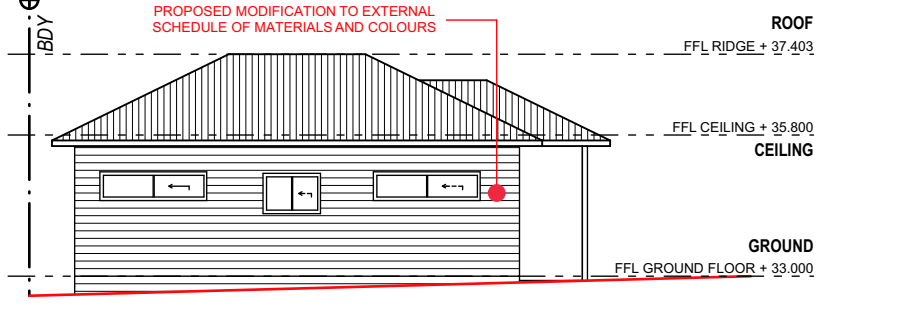 PROPOSED MODIFICATION TO EXTERNAL
SCHEDULE OF MATERIALS AND COLOURS
BDY
ROOF
FFL RIDGE + 37.403
FFL CEILING + 35.800
CEILING
GROUND
FFL GROUND FLOOR + 33.000